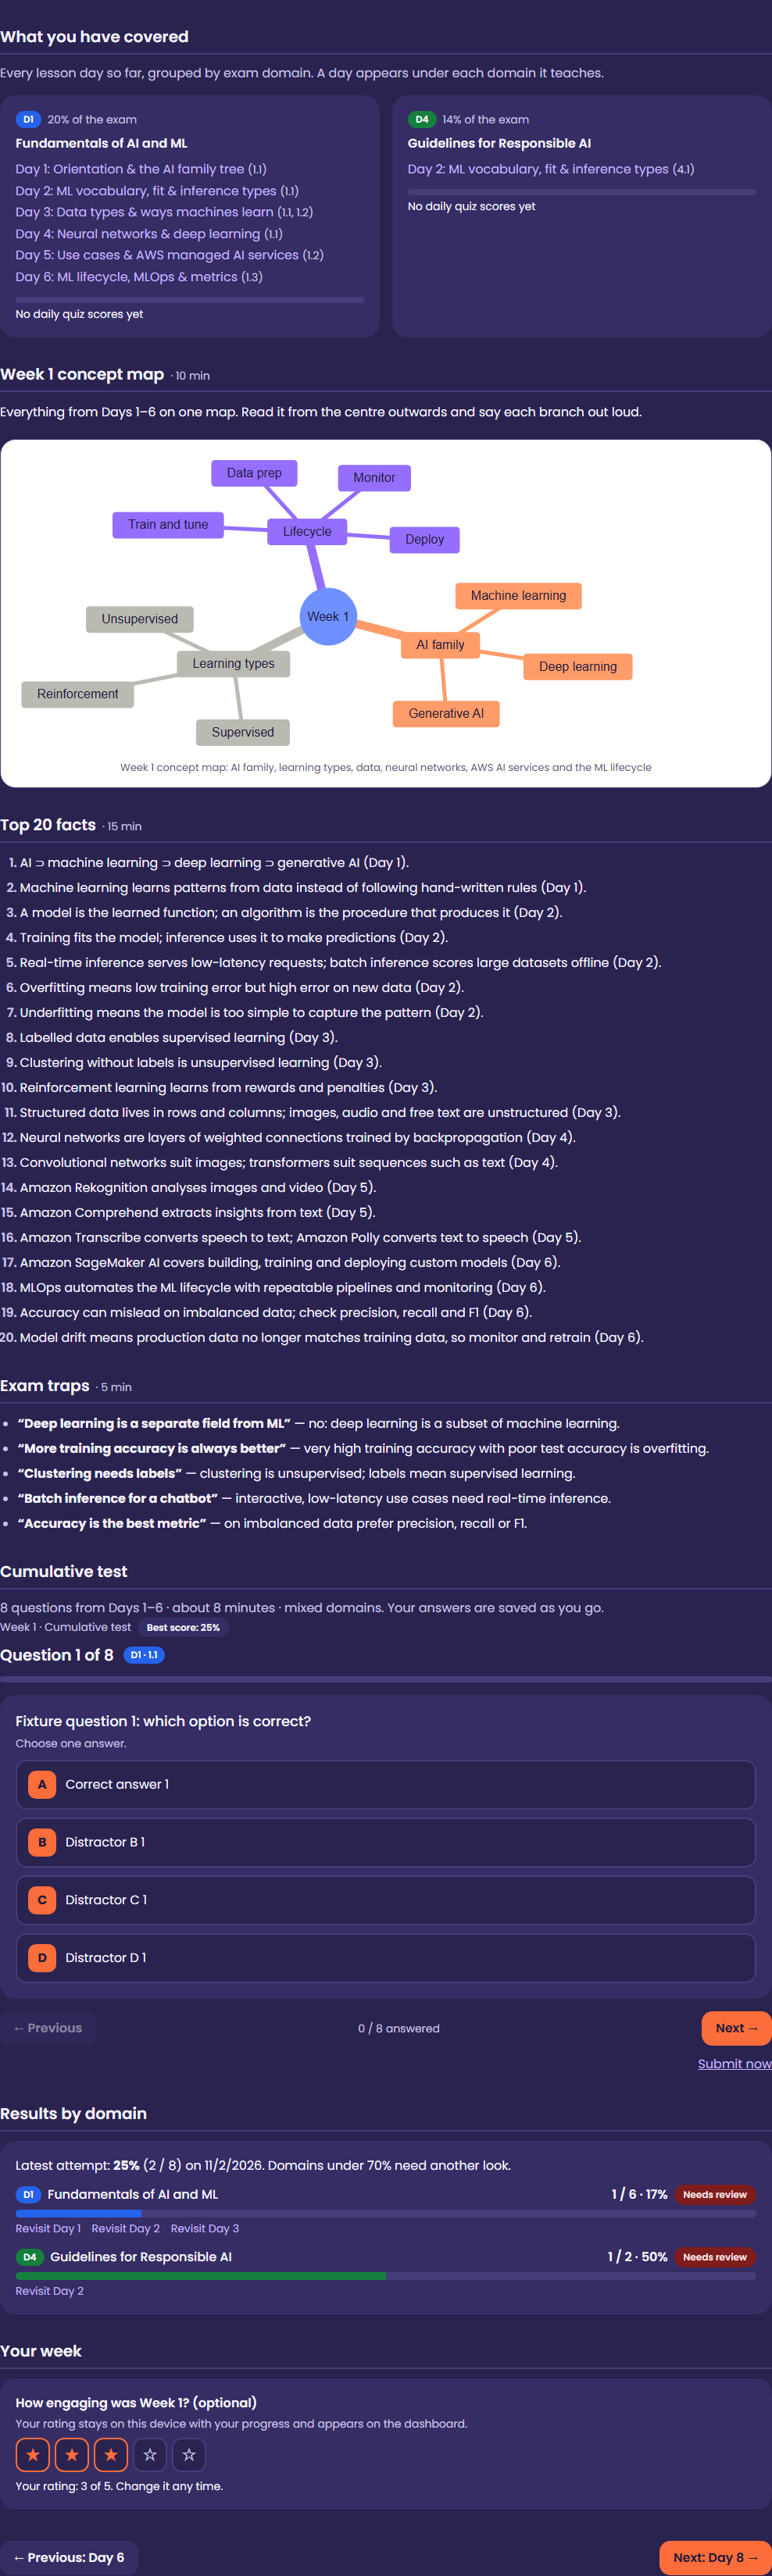 What you have covered
Every lesson day so far, grouped by exam domain. A day appears under each domain it teaches.
D1 20% of the exam
Fundamentals of AI and ML
Day 1: Orientation & the AI family tree (1.1)
Day 2: ML vocabulary, fit & inference types (1.1)
Day 3: Data types & ways machines learn (1.1, 1.2)
Day 4: Neural networks & deep learning (1.1)
Day 5: Use cases & AWS managed AI services (1.2)
Day 6: ML lifecycle, MLOps & metrics (1.3)
No daily quiz scores yet
D4 14% of the exam
Guidelines for Responsible AI
Day 2: ML vocabulary, fit & inference types (4.1)
No daily quiz scores yet
Week 1 concept map · 10 min
Everything from Days 1–6 on one map. Read it from the centre outwards and say each branch out loud.
Data prep
Monitor
Train and tune
Lifecycle
Deploy
Machine learning
Unsupervised
Week 1
AI family
Learning types
Deep learning
Reinforcement
Generative AI
Supervised
Week 1 concept map: AI family, learning types, data, neural networks, AWS AI services and the ML lifecycle
Top 20 facts · 15 min
1. AI ⊃ machine learning ⊃ deep learning ⊃ generative AI (Day 1).
2. Machine learning learns patterns from data instead of following hand-written rules (Day 1).
3. A model is the learned function; an algorithm is the procedure that produces it (Day 2).
4. Training fits the model; inference uses it to make predictions (Day 2).
5. Real-time inference serves low-latency requests; batch inference scores large datasets offline (Day 2).
6. Overfitting means low training error but high error on new data (Day 2).
7. Underfitting means the model is too simple to capture the pattern (Day 2).
8. Labelled data enables supervised learning (Day 3).
9. Clustering without labels is unsupervised learning (Day 3).
10. Reinforcement learning learns from rewards and penalties (Day 3).
11. Structured data lives in rows and columns; images, audio and free text are unstructured (Day 3).
12. Neural networks are layers of weighted connections trained by backpropagation (Day 4).
13. Convolutional networks suit images; transformers suit sequences such as text (Day 4).
14. Amazon Rekognition analyses images and video (Day 5).
15. Amazon Comprehend extracts insights from text (Day 5).
16. Amazon Transcribe converts speech to text; Amazon Polly converts text to speech (Day 5).
17. Amazon SageMaker AI covers building, training and deploying custom models (Day 6).
18. MLOps automates the ML lifecycle with repeatable pipelines and monitoring (Day 6).
19. Accuracy can mislead on imbalanced data; check precision, recall and F1 (Day 6).
20. Model drift means production data no longer matches training data, so monitor and retrain (Day 6).
Exam traps · 5 min
• “Deep learning is a separate field from ML” — no: deep learning is a subset of machine learning.
• “More training accuracy is always better” — very high training accuracy with poor test accuracy is overfitting.
• “Clustering needs labels” — clustering is unsupervised; labels mean supervised learning.
• “Batch inference for a chatbot” — interactive, low-latency use cases need real-time inference.
• “Accuracy is the best metric” — on imbalanced data prefer precision, recall or F1.
Cumulative test
8 questions from Days 1–6 · about 8 minutes · mixed domains. Your answers are saved as you go.
Week 1 · Cumulative test Best score: 25%
Question 1 of 8 D1 · 1.1
Fixture question 1: which option is correct?
Choose one answer.
A Correct answer 1
B Distractor B 1
C Distractor C 1
D Distractor D 1
← Previous 0 / 8 answered Next →
Submit now
Results by domain
Latest attempt: 25% (2 / 8) on 11/2/2026. Domains under 70% need another look.
D1 Fundamentals of AI and ML 1 / 6 · 17% Needs review
Revisit Day 1 Revisit Day 2 Revisit Day 3
D4 Guidelines for Responsible AI 1 / 2 · 50% Needs review
Revisit Day 2
Your week
How engaging was Week 1? (optional)
Your rating stays on this device with your progress and appears on the dashboard.
★ ★ ★ ☆ ☆
Your rating: 3 of 5. Change it any time.
← Previous: Day 6 Next: Day 8 →